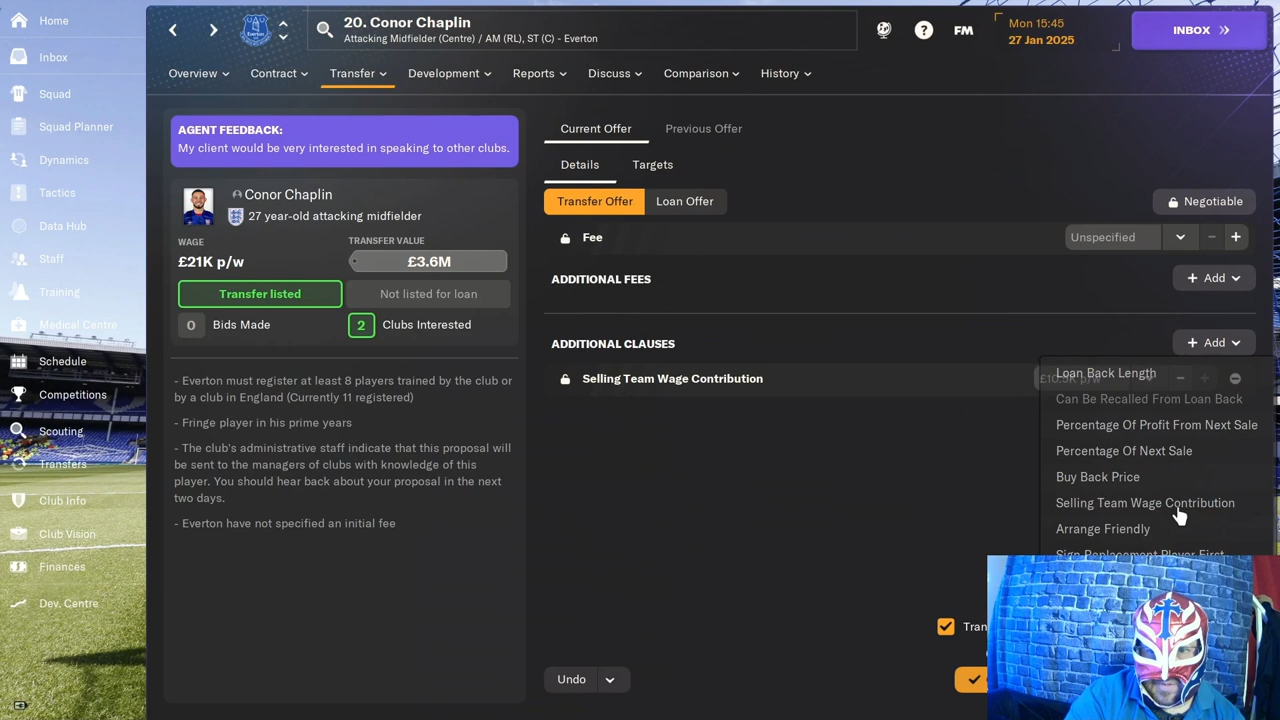 Home
Inbox
Squad
Squad Planner
Dynamics
Tactics
Data Hub
Staff
Training
Medical Centre
Schedule
Competitions
Scouting
Transfers
Club Info
Club Vision
Finances
Dev. Centre
20. Conor Chaplin
Attacking Midfielder (Centre) / AM (RL), ST (C) - Everton
?
FM
Mon 15:45
27 Jan 2025
INBOX
Overview
Contract
Transfer
Development
Reports
Discuss
Comparison
History
AGENT FEEDBACK:
My client would be very interested in speaking to other clubs.
Conor Chaplin
27 year-old attacking midfielder
WAGE
TRANSFER VALUE
£21K p/w
£3.6M
Transfer listed
Not listed for loan
0 Bids Made
2 Clubs Interested
- Everton must register at least 8 players trained by the club or
by a club in England (Currently 11 registered)
- Fringe player in his prime years
- The club's administrative staff indicate that this proposal will
be sent to the managers of clubs with knowledge of this
player. You should hear back about your proposal in the next
two days.
- Everton have not specified an initial fee
Current Offer
Previous Offer
Details
Targets
Transfer Offer
Loan Offer
Negotiable
Fee
Unspecified
ADDITIONAL FEES
+ Add
ADDITIONAL CLAUSES
+ Add
Selling Team Wage Contribution
Loan Back Length
Can Be Recalled From Loan Back
Percentage Of Profit From Next Sale
Percentage Of Next Sale
Buy Back Price
Selling Team Wage Contribution
Arrange Friendly
Sign Replacement Player First
Undo